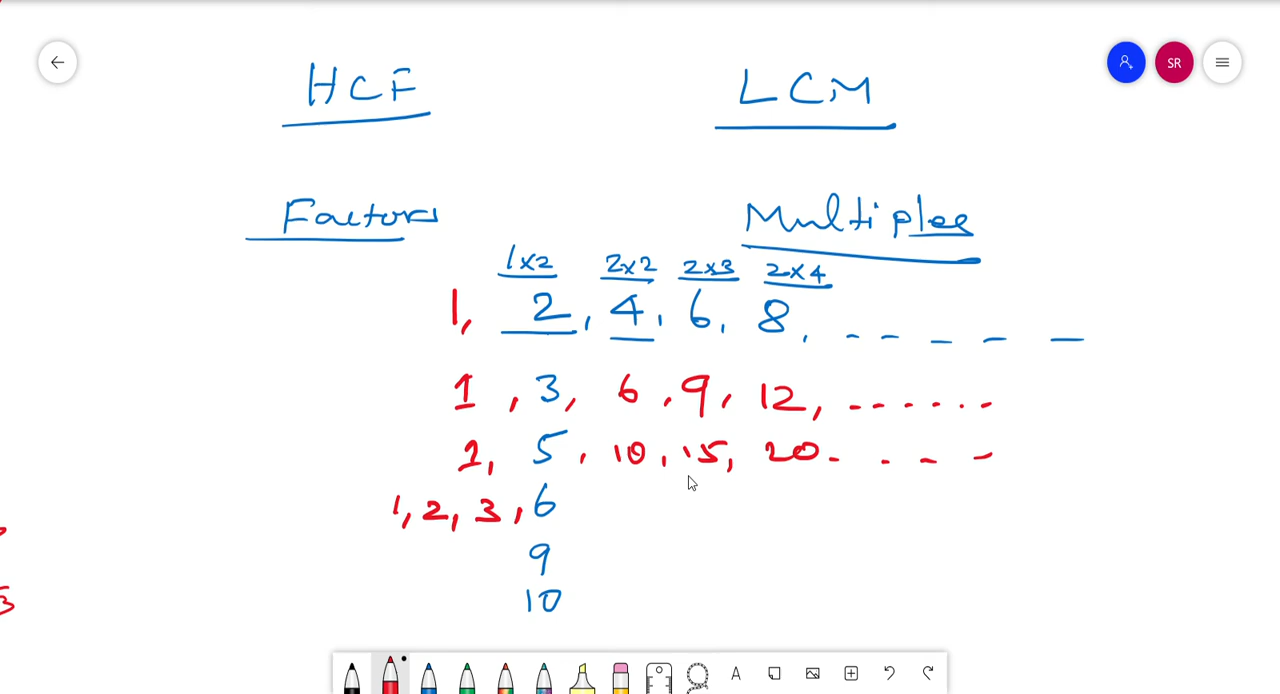 HCF LCM
SR
Factors Multiples
1x2 2x2 2x3 2x4
1, 2, 4, 6, 8, - - - - -
1, 3, 6, 9, 12, - - - - - -
1, 5, 10, 15, 20 - - - -
1, 2, 3, 6
9
10
A